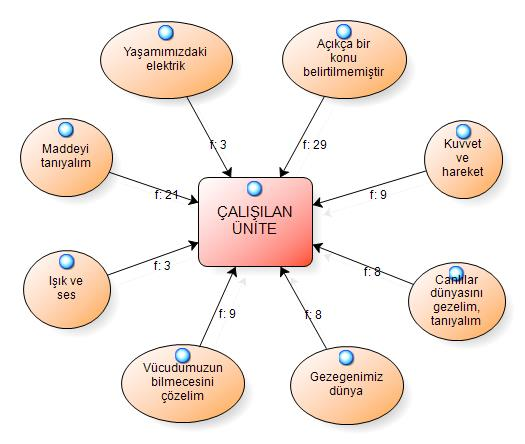 Yaşamımızdaki
elektrik
Açıkça bir
konu
belirtilmemiştir
f: 3
f: 29
Maddeyi
tanıyalım
Kuvvet
ve
hareket
f: 21
f: 9
ÇALIŞILAN
ÜNİTE
Işık ve
ses
f: 3
f: 8
Canlılar
dünyasını
gezelim,
tanıyalım
f: 9
f: 8
Vücudumuzun
bilmecesini
çözelim
Gezegenimiz
dünya